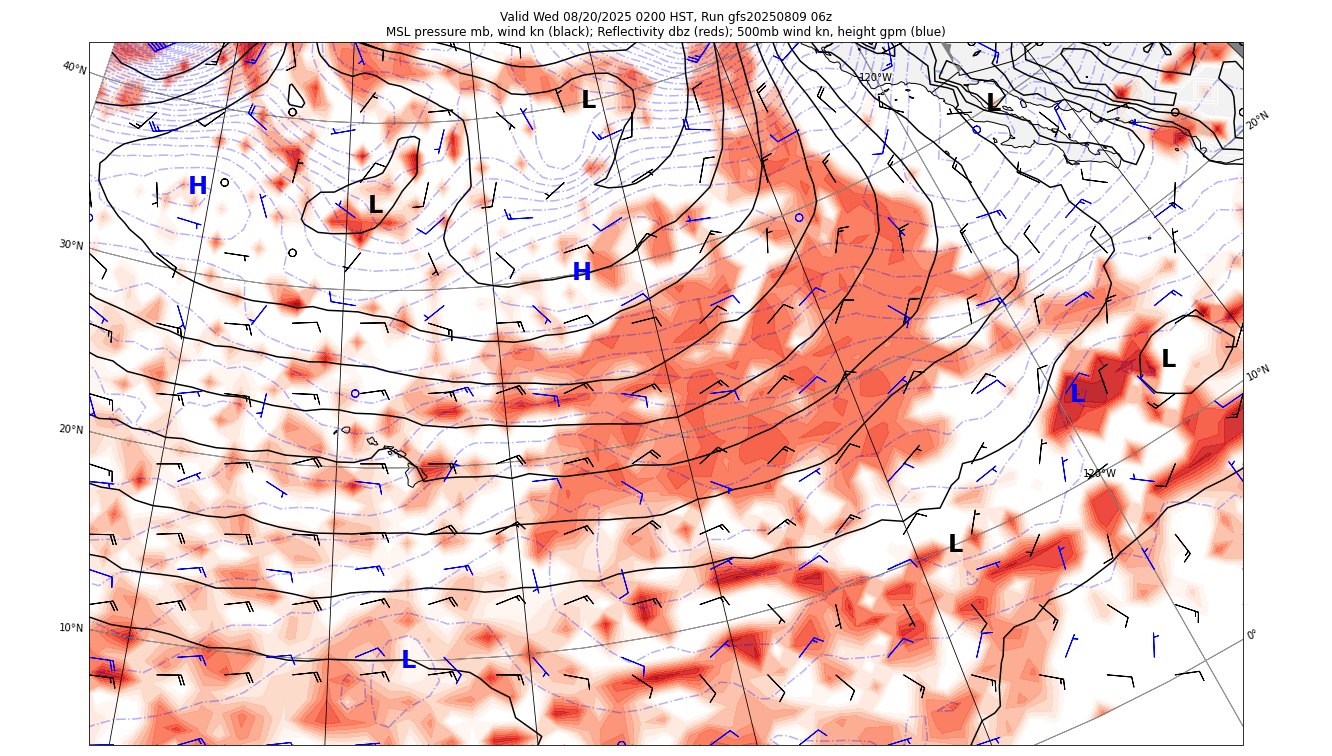 Valid Wed 08/20/2025 0200 HST, Run gfs20250809 06z
MSL pressure mb, wind kn (black); Reflectivity dbz (reds); 500mb wind kn, height gpm (blue)
40°N
120°W
L
L
20°N
H
L
30°N
H
L
10°N
L
20°N
120°W
L
10°N
0°
L